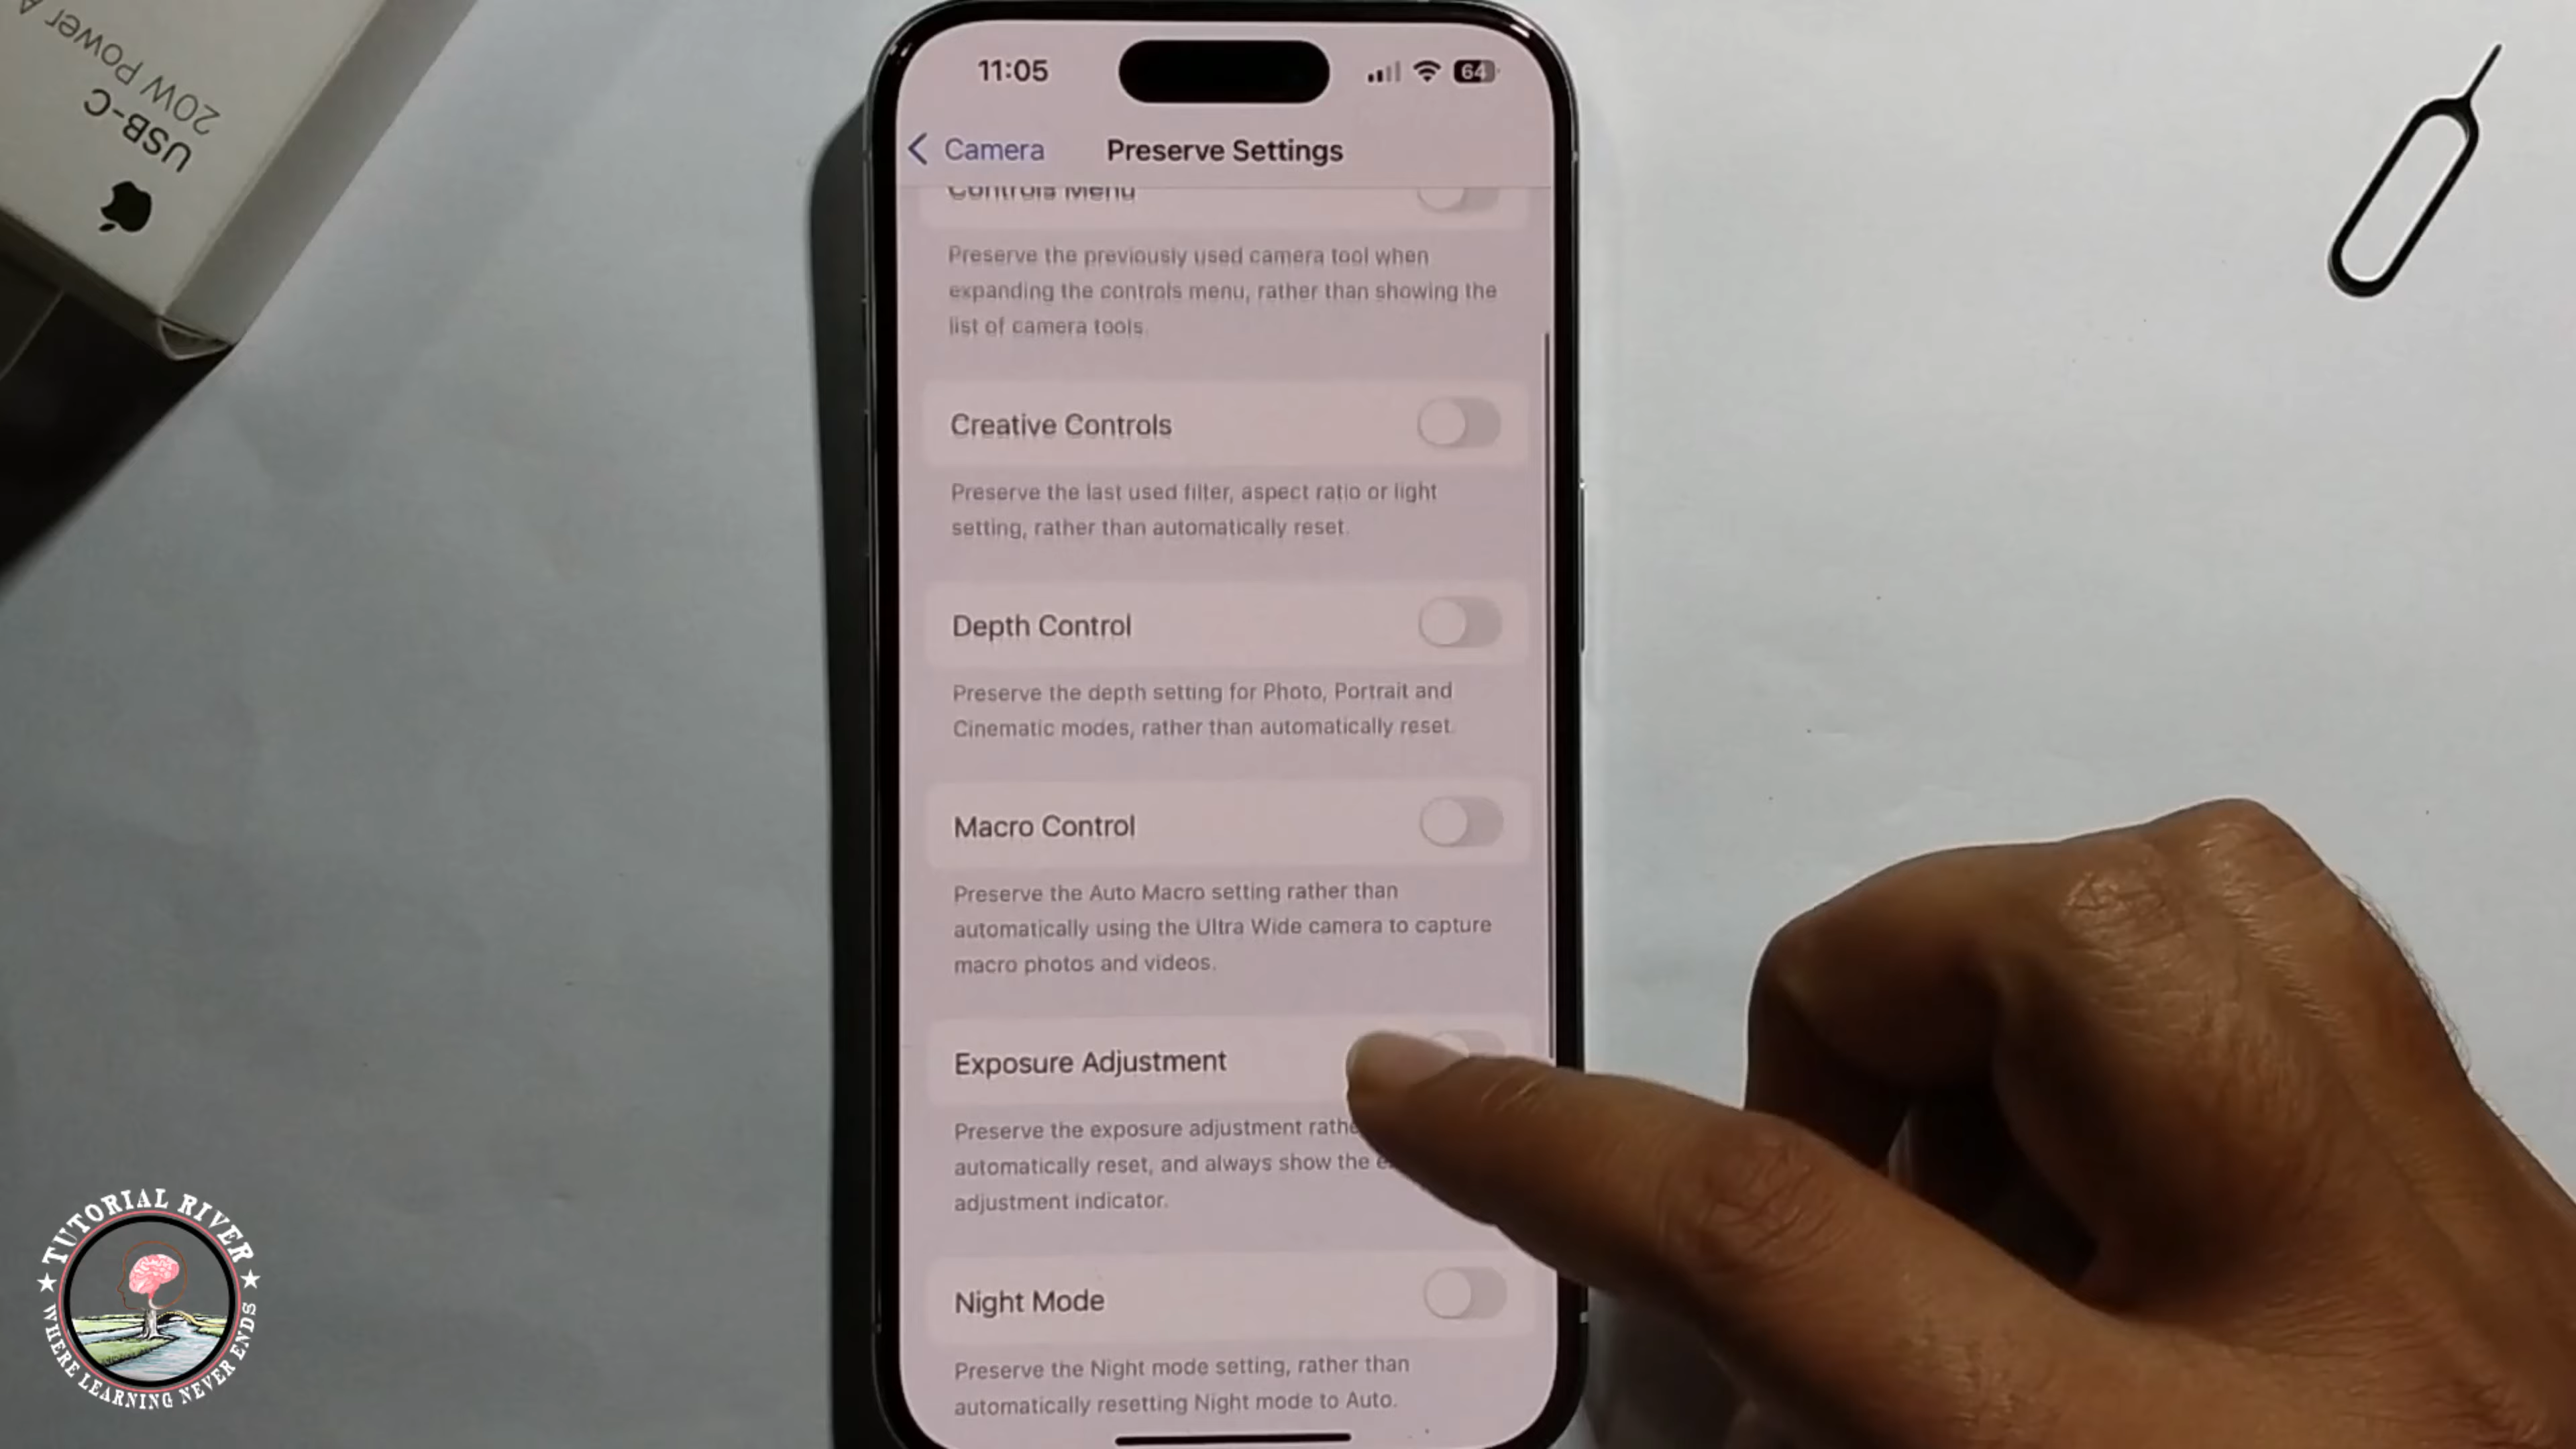 20W Power A
USB-C
11:05
64
Camera
Preserve Settings
Controls Menu
Preserve the previously used camera tool when
expanding the controls menu, rather than showing the
list of camera tools.
Creative Controls
Preserve the last used filter, aspect ratio or light
setting, rather than automatically reset.
Depth Control
Preserve the depth setting for Photo, Portrait and
Cinematic modes, rather than automatically reset.
Macro Control
Preserve the Auto Macro setting rather than
automatically using the Ultra Wide camera to capture
macro photos and videos.
Exposure Adjustment
Preserve the exposure adjustment rathe
automatically reset, and always show the e
adjustment indicator.
Night Mode
Preserve the Night mode setting, rather than
automatically resetting Night mode to Auto.
TUTORIAL RIVER
WHERE LEARNING NEVER ENDS